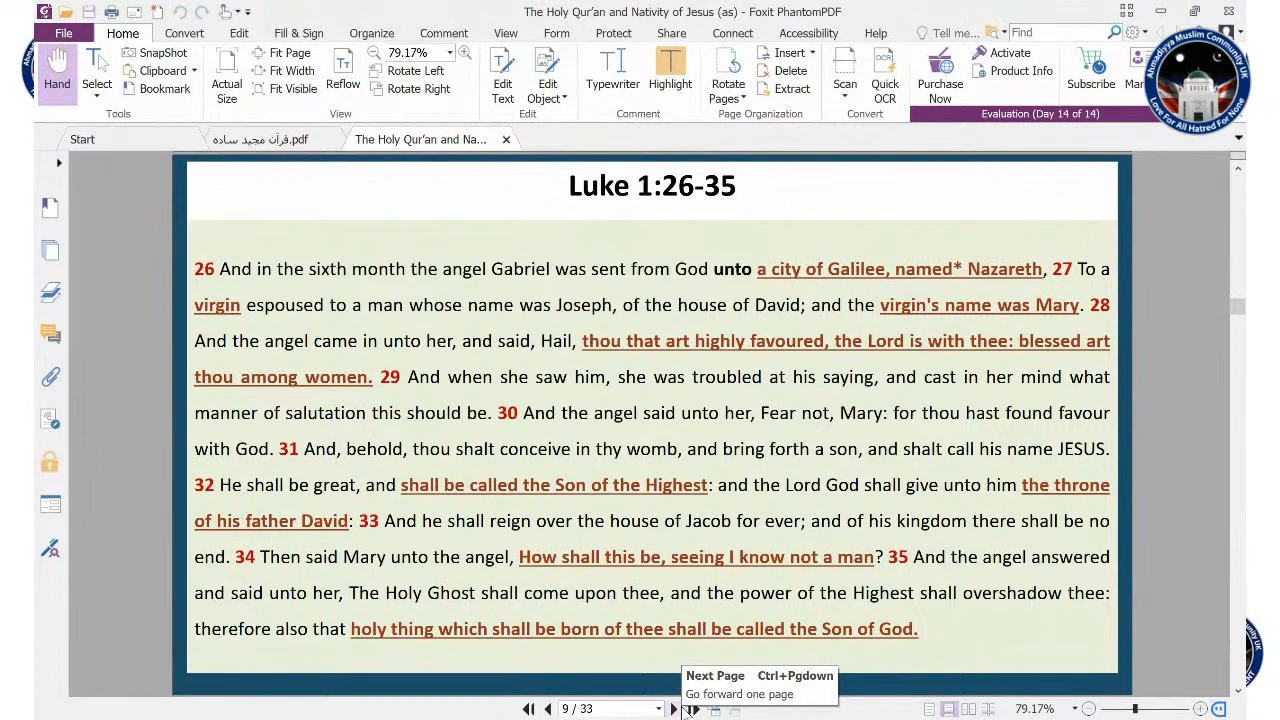 The Holy Qur'an and Nativity of Jesus (as) - Foxit PhantomPDF
File Home Convert Edit Fill & Sign Organize Comment View Form Protect Share Connect Accessibility Help Tell me... Find
Hand
Select
SnapShot
Clipboard
Bookmark
Tools
Actual Size
Fit Page
Fit Width
Fit Visible
Reflow
79.17%
Rotate Left
Rotate Right
View
Edit Text
Edit Object
Edit
Typewriter
Highlight
Comment
Rotate Pages
Insert
Delete
Extract
Page Organization
Scan
Quick OCR
Convert
Purchase Now
Activate
Product Info
Subscribe
Evaluation (Day 14 of 14)
Ahmadiyya Muslim Community UK
Love For All Hatred For None
Start
قرآن مجید سادہ.pdf
The Holy Qur'an and Na...
Luke 1:26-35
26 And in the sixth month the angel Gabriel was sent from God unto a city of Galilee, named* Nazareth, 27 To a
virgin espoused to a man whose name was Joseph, of the house of David; and the virgin's name was Mary. 28
And the angel came in unto her, and said, Hail, thou that art highly favoured, the Lord is with thee: blessed art
thou among women. 29 And when she saw him, she was troubled at his saying, and cast in her mind what
manner of salutation this should be. 30 And the angel said unto her, Fear not, Mary: for thou hast found favour
with God. 31 And, behold, thou shalt conceive in thy womb, and bring forth a son, and shalt call his name JESUS.
32 He shall be great, and shall be called the Son of the Highest: and the Lord God shall give unto him the throne
of his father David: 33 And he shall reign over the house of Jacob for ever; and of his kingdom there shall be no
end. 34 Then said Mary unto the angel, How shall this be, seeing I know not a man? 35 And the angel answered
and said unto her, The Holy Ghost shall come upon thee, and the power of the Highest shall overshadow thee:
therefore also that holy thing which shall be born of thee shall be called the Son of God.
Next Page Ctrl+Pgdown
Go forward one page
9 / 33
79.17%